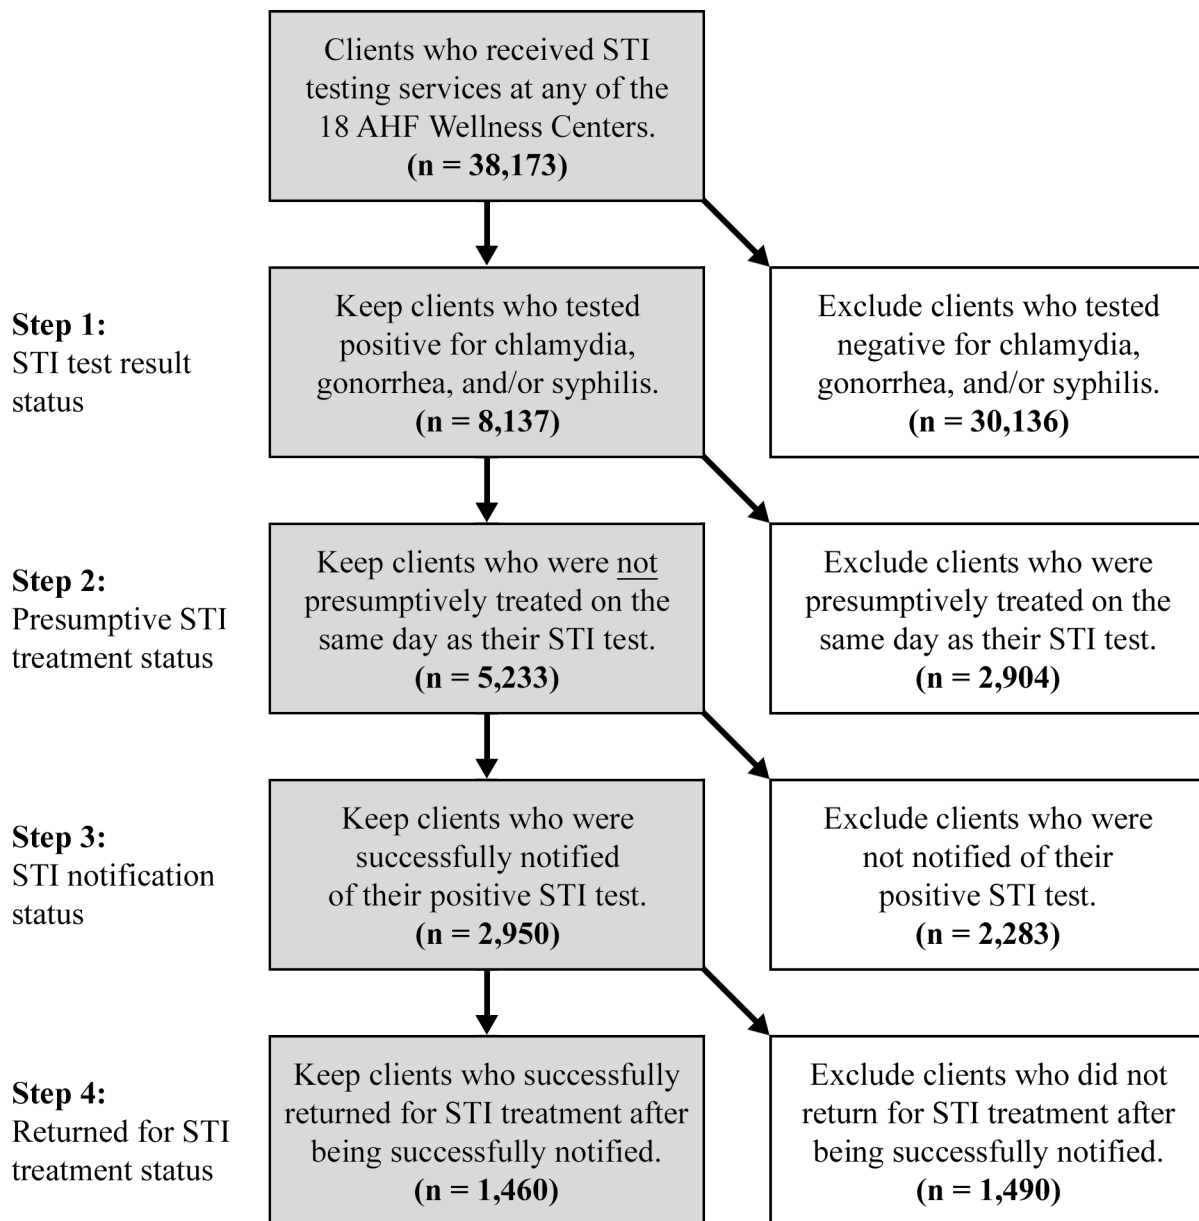 Clients who received STI
testing services at any of the
18 AHF Wellness Centers.
(n = 38,173)
Step 1:
STI test result
status
Keep clients who tested
positive for chlamydia,
gonorrhea, and/or syphilis.
(n = 8,137)
Exclude clients who tested
negative for chlamydia,
gonorrhea, and/or syphilis.
(n = 30,136)
Step 2:
Presumptive STI
treatment status
Keep clients who were not
presumptively treated on the
same day as their STI test.
(n = 5,233)
Exclude clients who were
presumptively treated on the
same day as their STI test.
(n = 2,904)
Step 3:
STI notification
status
Keep clients who were
successfully notified
of their positive STI test.
(n = 2,950)
Exclude clients who were
not notified of their
positive STI test.
(n = 2,283)
Step 4:
Returned for STI
treatment status
Keep clients who successfully
returned for STI treatment after
being successfully notified.
(n = 1,460)
Exclude clients who did not
return for STI treatment after
being successfully notified.
(n = 1,490)